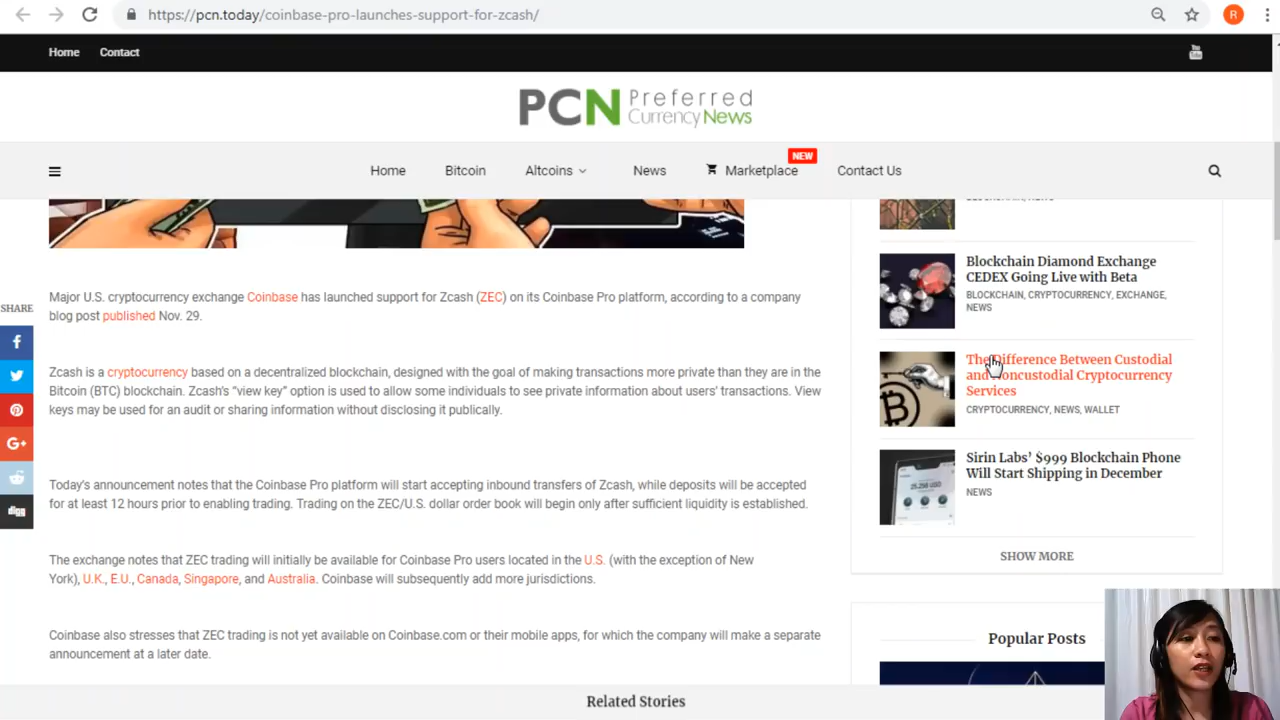 https://pcn.today/coinbase-pro-launches-support-for-zcash/
R
Home Contact
You Tube
PCN Preferred
Currency News
NEW
Home Bitcoin Altcoins News Marketplace Contact Us
SHARE
Major U.S. cryptocurrency exchange Coinbase has launched support for Zcash (ZEC) on its Coinbase Pro platform, according to a company
blog post published Nov. 29.
Zcash is a cryptocurrency based on a decentralized blockchain, designed with the goal of making transactions more private than they are in the
Bitcoin (BTC) blockchain. Zcash's “view key” option is used to allow some individuals to see private information about users' transactions. View
keys may be used for an audit or sharing information without disclosing it publically.
Today's announcement notes that the Coinbase Pro platform will start accepting inbound transfers of Zcash, while deposits will be accepted
for at least 12 hours prior to enabling trading. Trading on the ZEC/U.S. dollar order book will begin only after sufficient liquidity is established.
The exchange notes that ZEC trading will initially be available for Coinbase Pro users located in the U.S. (with the exception of New
York), U.K., E.U., Canada, Singapore, and Australia. Coinbase will subsequently add more jurisdictions.
Coinbase also stresses that ZEC trading is not yet available on Coinbase.com or their mobile apps, for which the company will make a separate
announcement at a later date.
BLOCKCHAIN, NEWS
Blockchain Diamond Exchange
CEDEX Going Live with Beta
BLOCKCHAIN, CRYPTOCURRENCY, EXCHANGE,
NEWS
The Difference Between Custodial
and Noncustodial Cryptocurrency
Services
CRYPTOCURRENCY, NEWS, WALLET
Sirin Labs' $999 Blockchain Phone
Will Start Shipping in December
NEWS
SHOW MORE
Popular Posts
Related Stories
digg